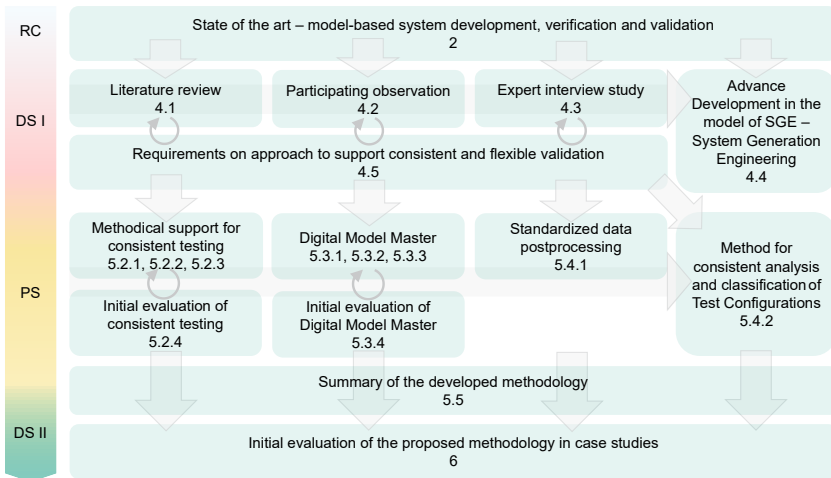 RC
State of the art – model-based system development, verification and validation
2
DS I
Literature review
4.1
Participating observation
4.2
Expert interview study
4.3
Advance
Development in the
model of SGE –
System Generation
Engineering
4.4
Requirements on approach to support consistent and flexible validation
4.5
PS
Methodical support for
consistent testing
5.2.1, 5.2.2, 5.2.3
Digital Model Master
5.3.1, 5.3.2, 5.3.3
Standardized data
postprocessing
5.4.1
Method for
consistent analysis
and classification of
Test Configurations
5.4.2
Initial evaluation of
consistent testing
5.2.4
Initial evaluation of
Digital Model Master
5.3.4
Summary of the developed methodology
5.5
DS II
Initial evaluation of the proposed methodology in case studies
6